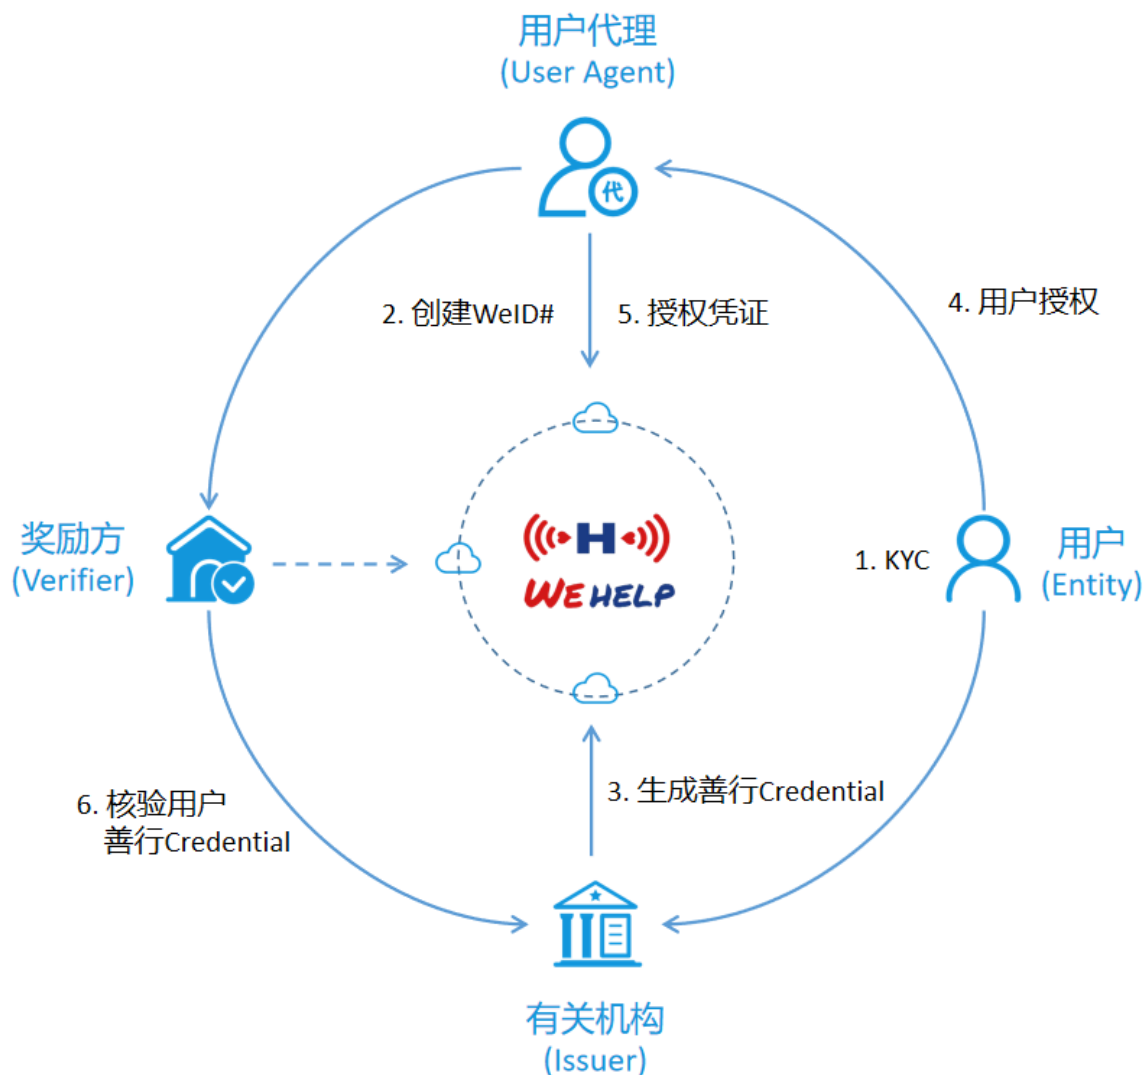 用户代理
(User Agent)
代
2. 创建WeID#
5. 授权凭证
4. 用户授权
奖励方
(Verifier)
H
WE HELP
1. KYC
用户
(Entity)
6. 核验用户
善行Credential
3. 生成善行Credential
有关机构
(Issuer)